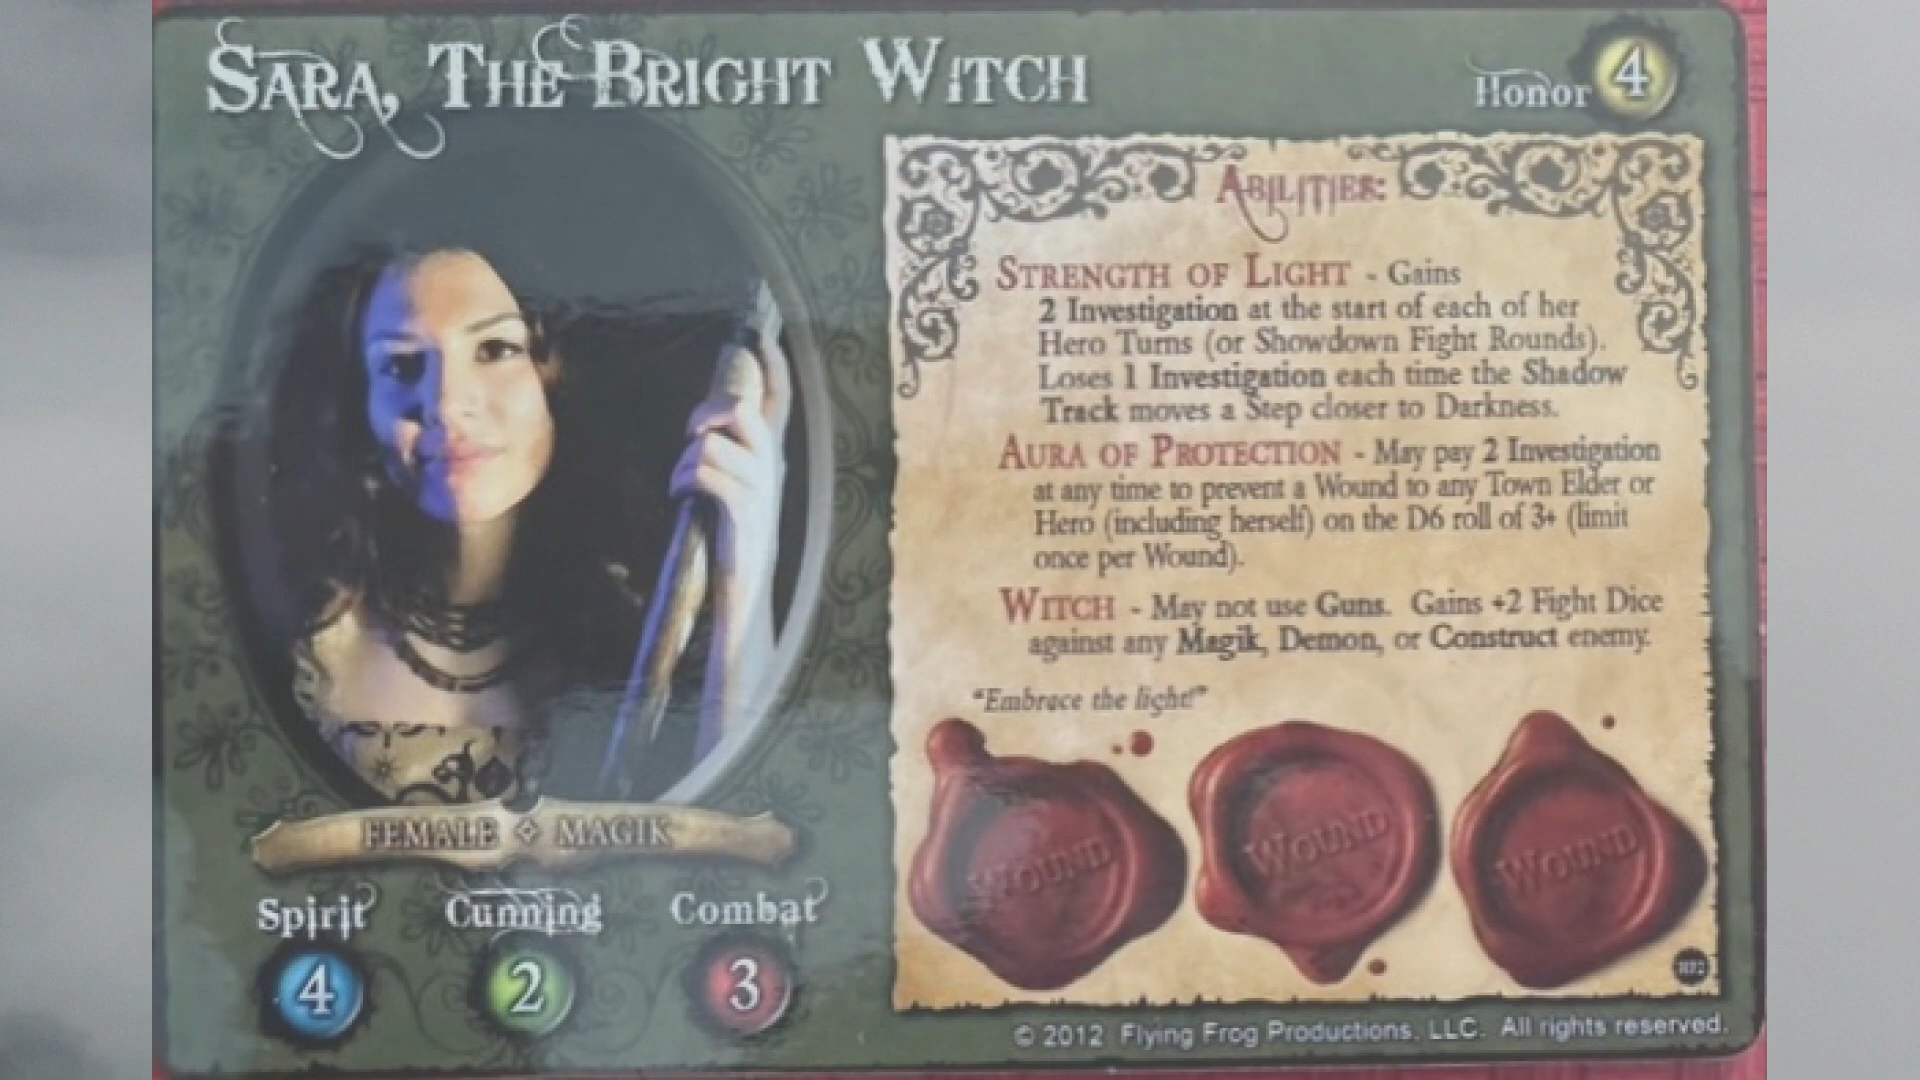 Sara, The Bright Witch
Honor 4
Abilities:
Strength of Light - Gains
2 Investigation at the start of each of her
Hero Turns (or Showdown Fight Rounds).
Loses 1 Investigation each time the Shadow
Track moves a Step closer to Darkness.
Aura of Protection - May pay 2 Investigation
at any time to prevent a Wound to any Town Elder or
Hero (including herself) on the D6 roll of 3+ (limit
once per Wound).
Witch - May not use Guns. Gains +2 Fight Dice
against any Magik, Demon, or Construct enemy.
"Embrace the light!"
Wound Wound Wound
Female Magik
Spirit Cunning Combat
4 2 3
© 2012 Flying Frog Productions, LLC. All rights reserved.